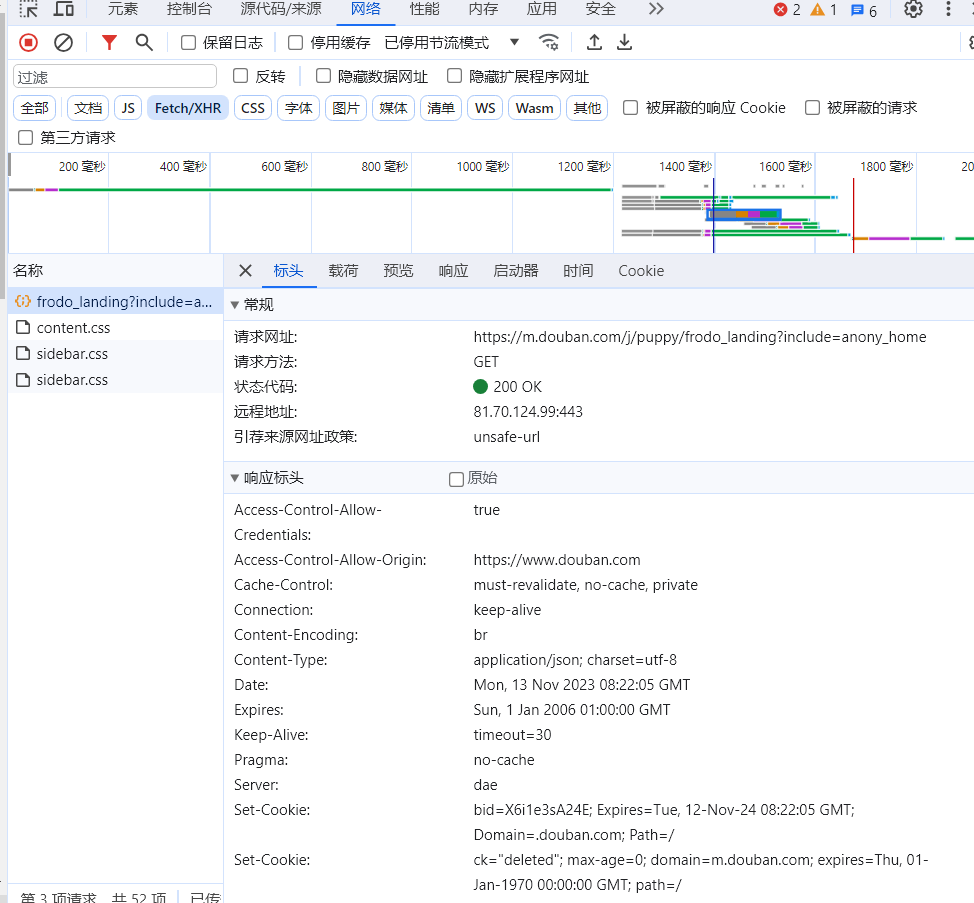 元素 控制台 源代码/来源 网络 性能 内存 应用 安全 2 1 6
保留日志 停用缓存 已停用节流模式
过滤 反转 隐藏数据网址 隐藏扩展程序网址
全部 文档 JS Fetch/XHR CSS 字体 图片 媒体 清单 WS Wasm 其他 被屏蔽的响应 Cookie 被屏蔽的请求
第三方请求
200 毫秒 400 毫秒 600 毫秒 800 毫秒 1000 毫秒 1200 毫秒 1400 毫秒 1600 毫秒 1800 毫秒 20
名称 标头 载荷 预览 响应 启动器 时间 Cookie
frodo_landing?include=a...
content.css
sidebar.css
sidebar.css
常规
请求网址: https://m.douban.com/j/puppy/frodo_landing?include=anony_home
请求方法: GET
状态代码: 200 OK
远程地址: 81.70.124.99:443
引荐来源网址政策: unsafe-url
响应标头 原始
Access-Control-Allow- true
Credentials:
Access-Control-Allow-Origin: https://www.douban.com
Cache-Control: must-revalidate, no-cache, private
Connection: keep-alive
Content-Encoding: br
Content-Type: application/json; charset=utf-8
Date: Mon, 13 Nov 2023 08:22:05 GMT
Expires: Sun, 1 Jan 2006 01:00:00 GMT
Keep-Alive: timeout=30
Pragma: no-cache
Server: dae
Set-Cookie: bid=X6i1e3sA24E; Expires=Tue, 12-Nov-24 08:22:05 GMT;
Domain=.douban.com; Path=/
Set-Cookie: ck="deleted"; max-age=0; domain=m.douban.com; expires=Thu, 01-
Jan-1970 00:00:00 GMT; path=/
第 3 项请求，共 52 项 已传